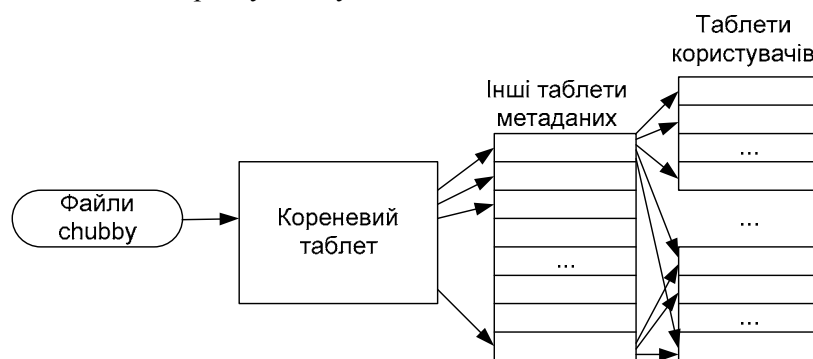 Таблети
користувачів
Інші таблети
метаданих
...
Файли
chubby
Кореневий
таблет
...
...
...